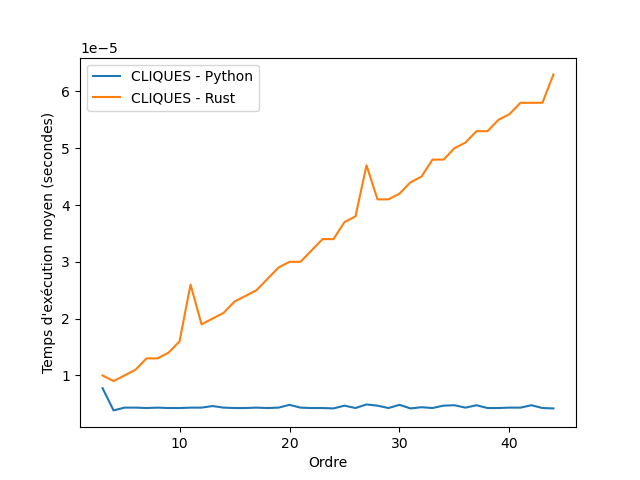 1e−5
CLIQUES - Python
CLIQUES - Rust
6
5
4
3
2
1
Temps d'exécution moyen (secondes)
10 20 30 40
Ordre